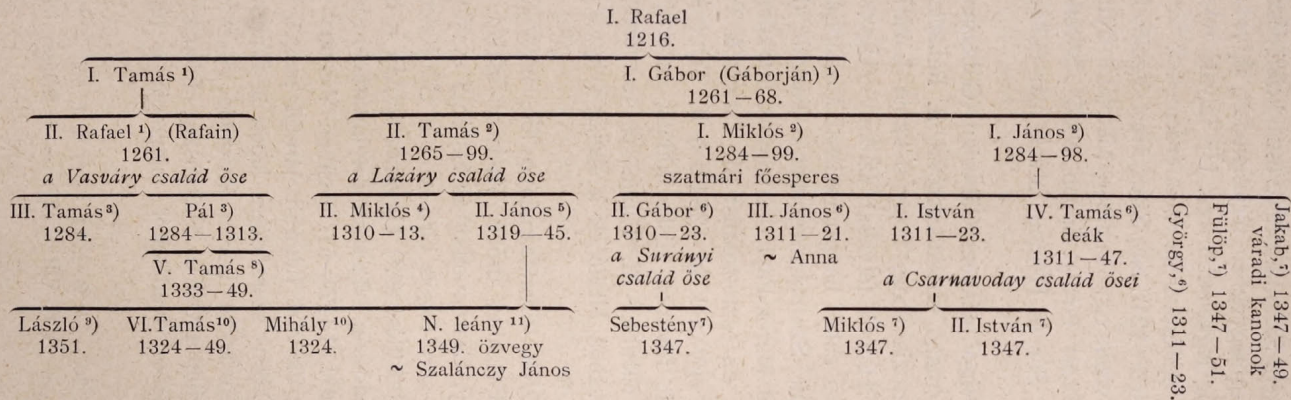 I. Rafael
1216.
I. Tamás ¹)
I. Gábor (Gáborján) ¹)
1261—68.
II. Rafael ¹) (Rafain)
1261.
a Vasváry család őse
II. Tamás ²)
1265—99.
a Lázáry család őse
I. Miklós ²)
1284—99.
szatmári főesperes
I. János ²)
1284—98.
III. Tamás ³)
1284.
Pál ³)
1284—1313.
V. Tamás ⁸)
1333—49.
II. Miklós ⁴)
1310—13.
II. János ⁵)
1319—45.
II. Gábor ⁶)
1310—23.
a Surányi
család őse
III. János ⁶)
1311—21.
~ Anna
I. István
1311—23.
IV. Tamás ⁶)
deák
1311—47.
a Csarnavoday család ősei
György,⁶) 1311—23.
Fülöp,⁷) 1347—51.
Jakab,⁷) 1347—49.
váradi kanonok
László ⁹)
1351.
VI. Tamás ¹⁰)
1324—49.
Mihály ¹⁰)
1324.
N. leány ¹¹)
1349. özvegy
~ Szalánczy János
Sebestény ⁷)
1347.
Miklós ⁷)
1347.
II. István ⁷)
1347.